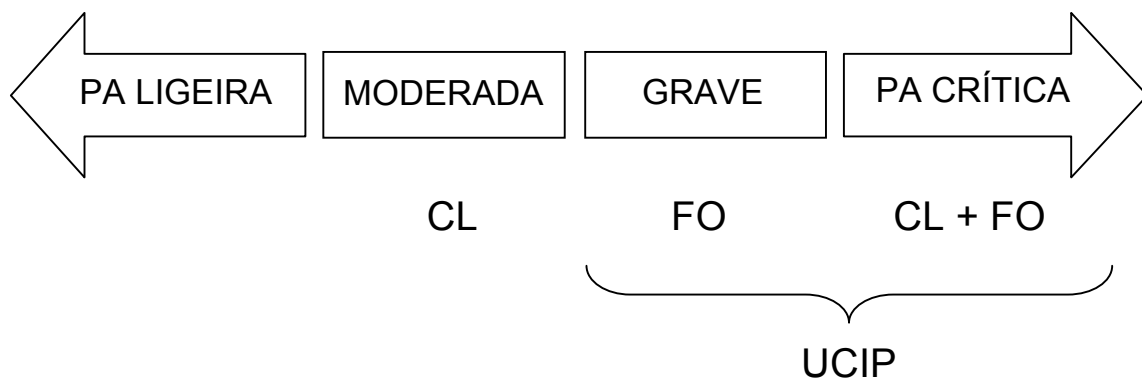 PA LIGEIRA MODERADA GRAVE PA CRÍTICA
CL FO CL + FO
UCIP